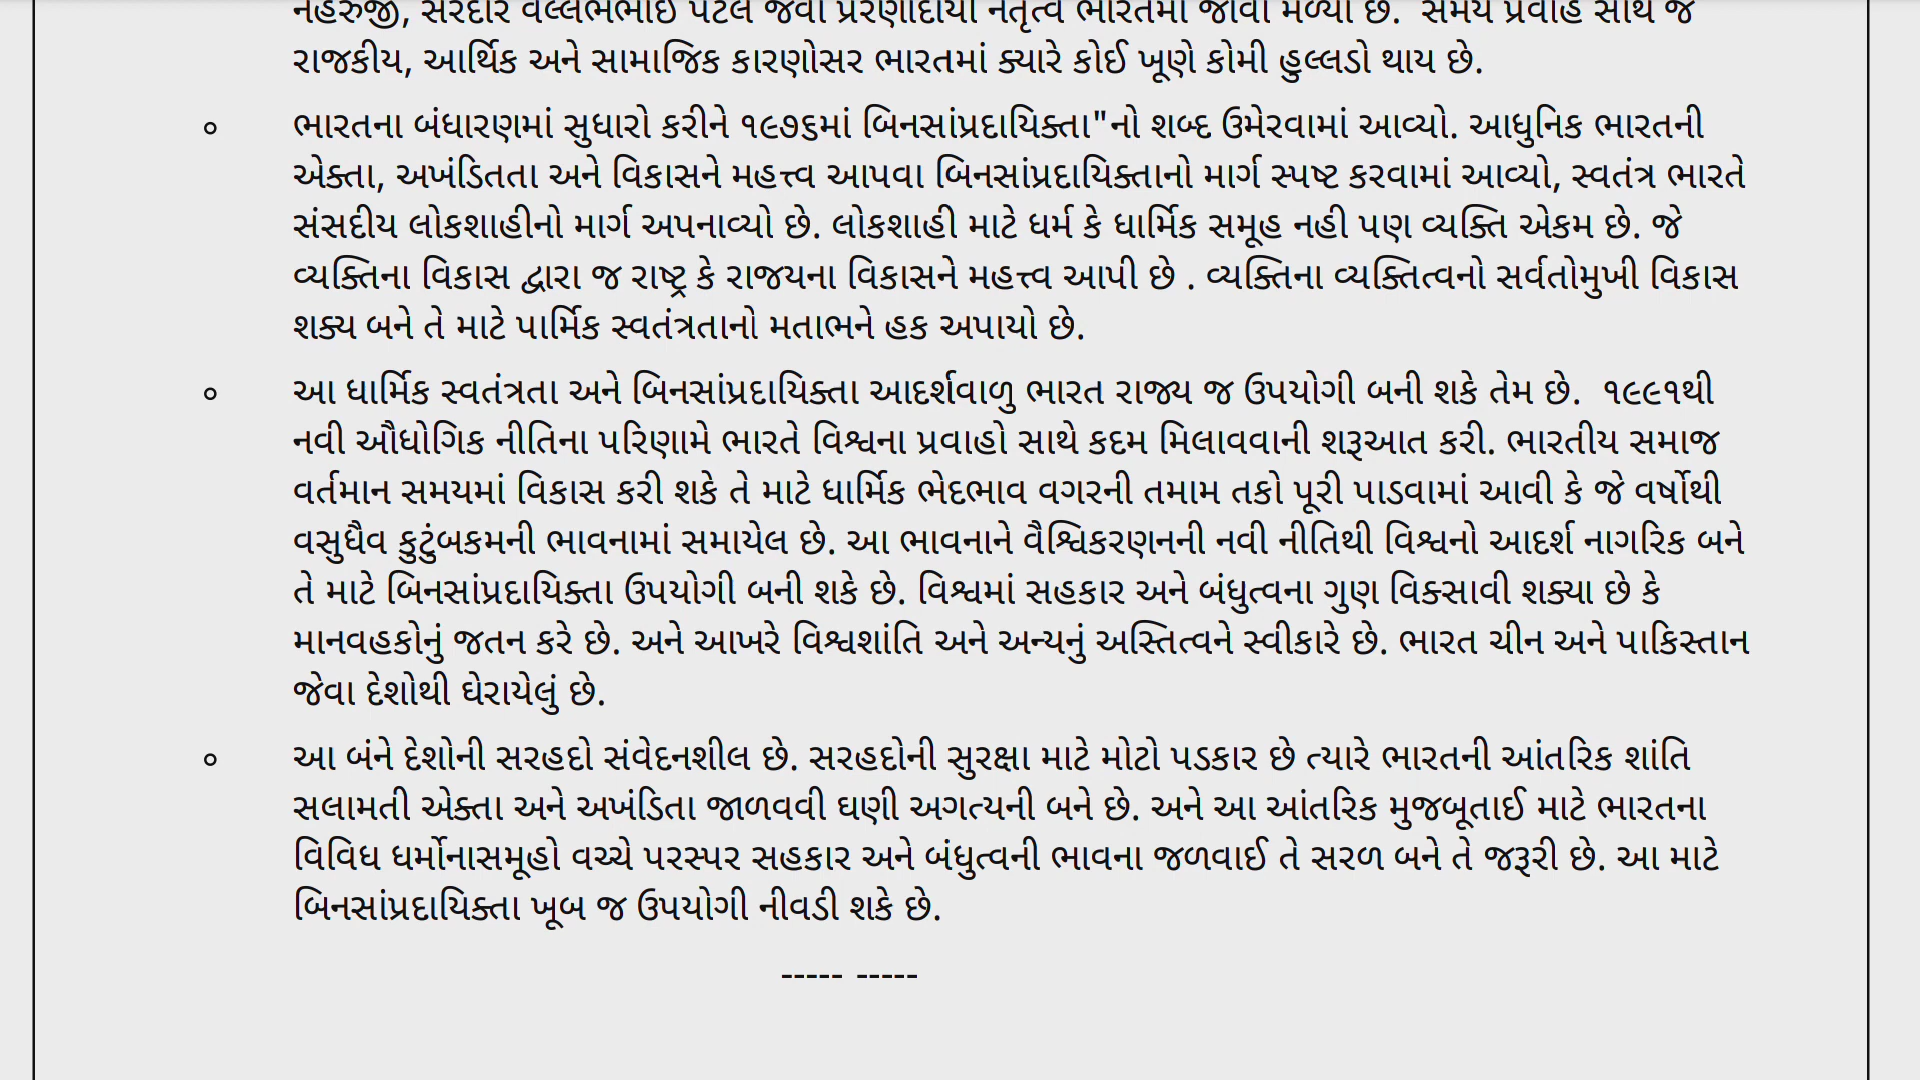 નેહરુજી, સરદાર વલ્લભભાઈ પટેલ જેવા પ્રેરણાદાયી નેતૃત્વ ભારતમાં જોવા મળ્યા છે. સમય પ્રવાહ સાથે જ
રાજકીય, આર્થિક અને સામાજિક કારણોસર ભારતમાં ક્યારે કોઈ ખૂણે કોમી હુલ્લડો થાય છે.
ભારતના બંધારણમાં સુધારો કરીને ૧૯૭૬માં બિનસાંપ્રદાયિક્તા"નો શબ્દ ઉમેરવામાં આવ્યો. આધુનિક ભારતની
એક્તા, અખંડિતતા અને વિકાસને મહત્ત્વ આપવા બિનસાંપ્રદાયિક્તાનો માર્ગ સ્પષ્ટ કરવામાં આવ્યો, સ્વતંત્ર ભારતે
સંસદીય લોકશાહીનો માર્ગ અપનાવ્યો છે. લોકશાહી માટે ધર્મ કે ધાર્મિક સમૂહ નહી પણ વ્યક્તિ એકમ છે. જે
વ્યક્તિના વિકાસ દ્વારા જ રાષ્ટ્ર કે રાજયના વિકાસને મહત્ત્વ આપી છે . વ્યક્તિના વ્યક્તિત્વનો સર્વતોમુખી વિકાસ
શક્ય બને તે માટે પાર્મિક સ્વતંત્રતાનો મતાભને હક અપાયો છે.
આ ધાર્મિક સ્વતંત્રતા અને બિનસાંપ્રદાયિક્તા આદર્શવાળુ ભારત રાજ્ય જ ઉપયોગી બની શકે તેમ છે. ૧૯૯૧થી
નવી ઔધોગિક નીતિના પરિણામે ભારતે વિશ્વના પ્રવાહો સાથે કદમ મિલાવવાની શરૂઆત કરી. ભારતીય સમાજ
વર્તમાન સમયમાં વિકાસ કરી શકે તે માટે ધાર્મિક ભેદભાવ વગરની તમામ તકો પૂરી પાડવામાં આવી કે જે વર્ષોથી
વસુધૈવ કુટુંબકમની ભાવનામાં સમાયેલ છે. આ ભાવનાને વૈશ્વિકરણનની નવી નીતિથી વિશ્વનો આદર્શ નાગરિક બને
તે માટે બિનસાંપ્રદાયિક્તા ઉપયોગી બની શકે છે. વિશ્વમાં સહકાર અને બંધુત્વના ગુણ વિક્સાવી શક્યા છે કે
માનવહકોનું જતન કરે છે. અને આખરે વિશ્વશાંતિ અને અન્યનું અસ્તિત્વને સ્વીકારે છે. ભારત ચીન અને પાકિસ્તાન
જેવા દેશોથી ઘેરાયેલું છે.
આ બંને દેશોની સરહદો સંવેદનશીલ છે. સરહદોની સુરક્ષા માટે મોટો પડકાર છે ત્યારે ભારતની આંતરિક શાંતિ
સલામતી એક્તા અને અખંડિતા જાળવવી ઘણી અગત્યની બને છે. અને આ આંતરિક મુજબૂતાઈ માટે ભારતના
વિવિધ ધર્મોનાસમૂહો વચ્ચે પરસ્પર સહકાર અને બંધુત્વની ભાવના જળવાઈ તે સરળ બને તે જરૂરી છે. આ માટે
બિનસાંપ્રદાયિક્તા ખૂબ જ ઉપયોગી નીવડી શકે છે.
----- -----